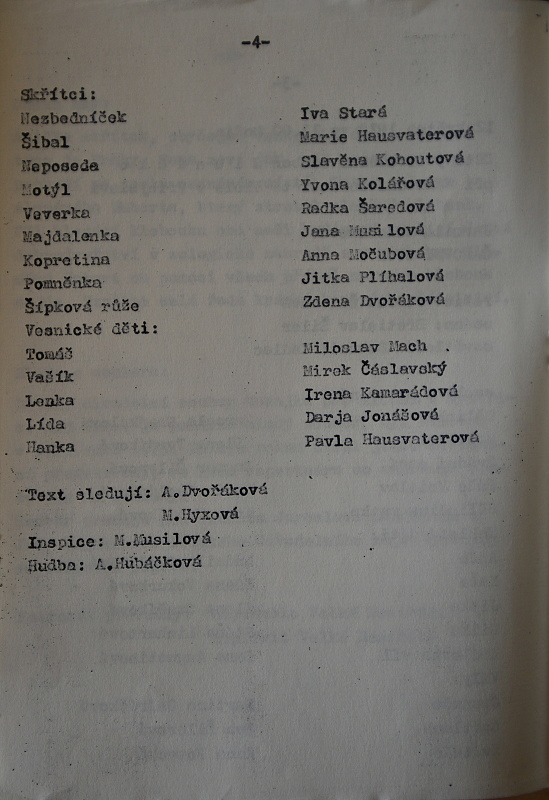 -4-
Skřítci:
Nezbedníček Iva Stará
Šibal Marie Hausvaterová
Neposeda Slavěna Kohoutová
Motýl Yvona Kolářová
Veverka Radka Šaredová
Majdalenka Jana Musilová
Kopretina Anna Močubová
Pomněnka Jitka Plíhalová
Šípková růže Zdena Dvořáková
Vesnické děti:
Tomáš Miloslav Mach
Vašík Mirek Čáslavský
Lenka Irena Kamarádová
Lída Darja Jonášová
Hanka Pavla Hausvaterová
Text sledují: A.Dvořáková
M.Hyxová
Inspice: M.Musilová
Hudba: A.Hubáčková